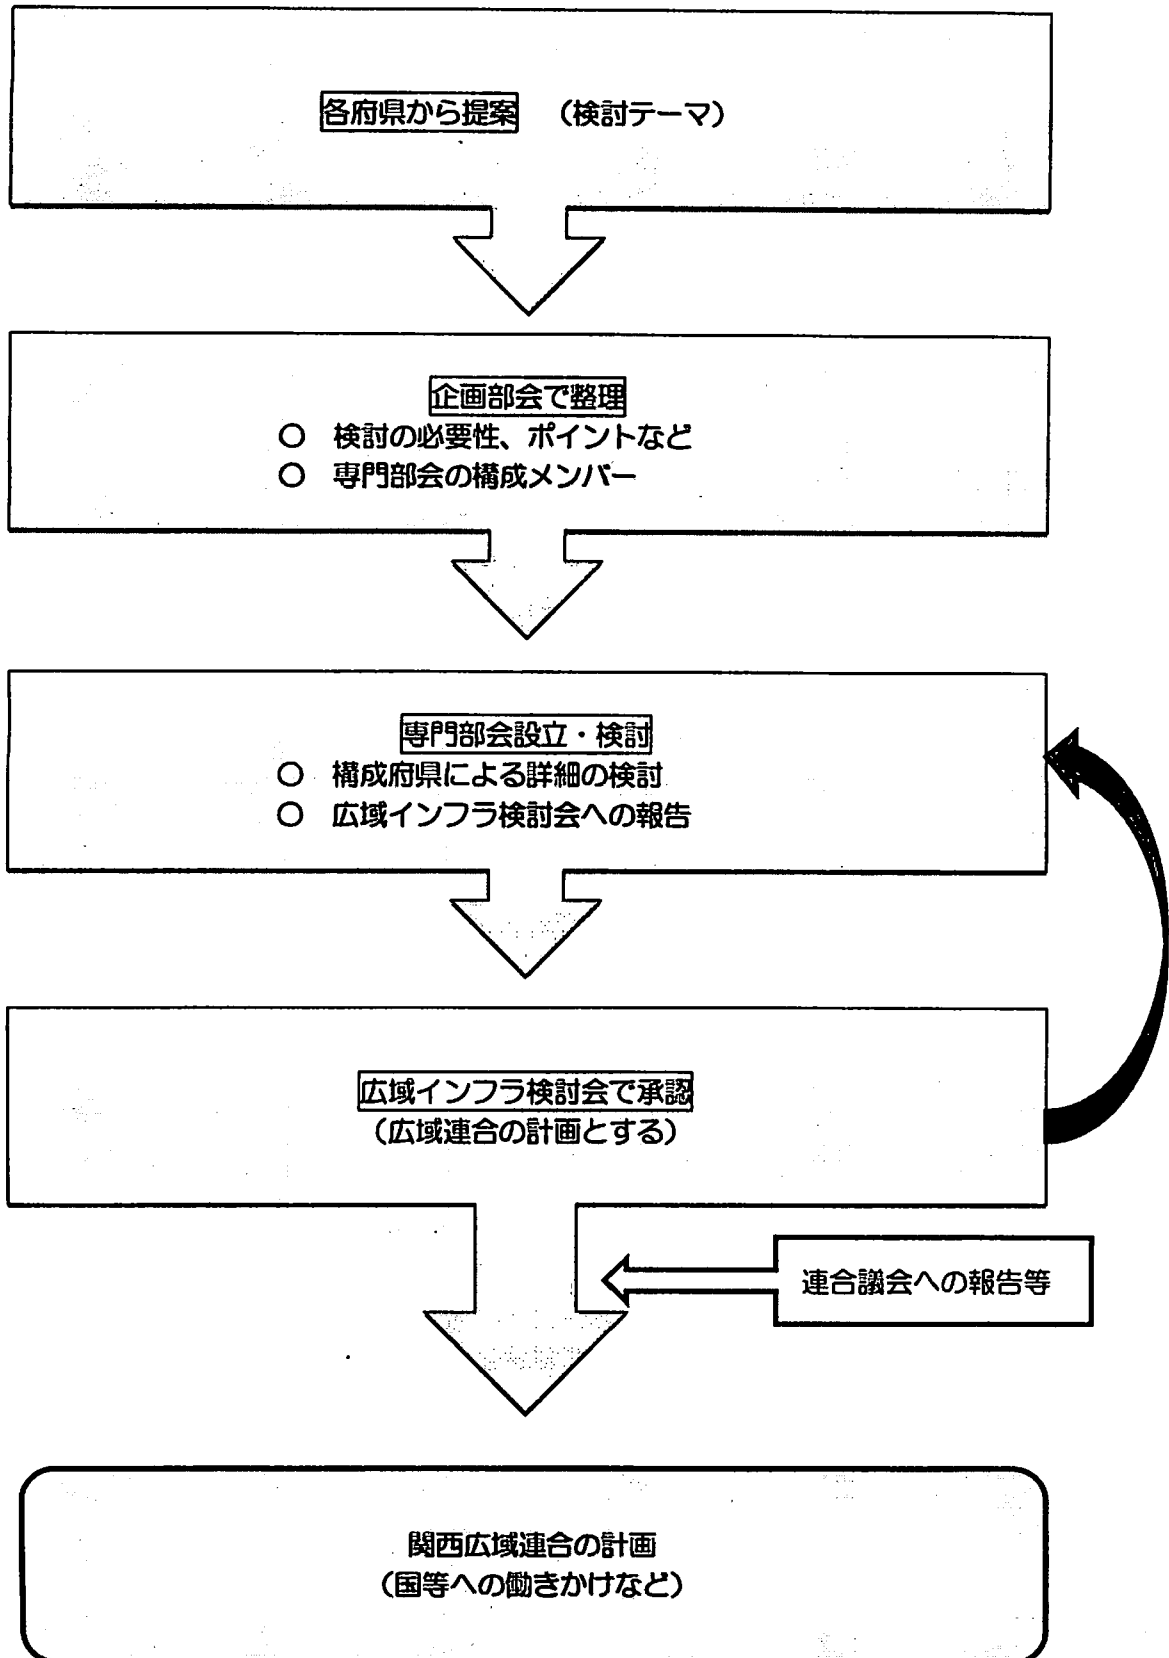 各府県から提案 （検討テーマ）
企画部会で整理
○ 検討の必要性、ポイントなど
○ 専門部会の構成メンバー
専門部会設立・検討
○ 構成府県による詳細の検討
○ 広域インフラ検討会への報告
広域インフラ検討会で承認
（広域連合の計画とする）
連合議会への報告等
関西広域連合の計画
（国等への働きかけなど）